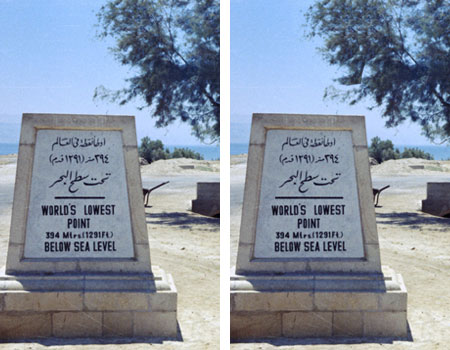 اوطأ نقطة في العالم
٣٩٤ متر (١٢٩١ قدم)
تحت سطح البحر
WORLD'S LOWEST
POINT
394 Mtrs.(1291Ft.)
BELOW SEA LEVEL
اوطأ نقطة في العالم
٣٩٤ متر (١٢٩١ قدم)
تحت سطح البحر
WORLD'S LOWEST
POINT
394 Mtrs.(1291Ft.)
BELOW SEA LEVEL